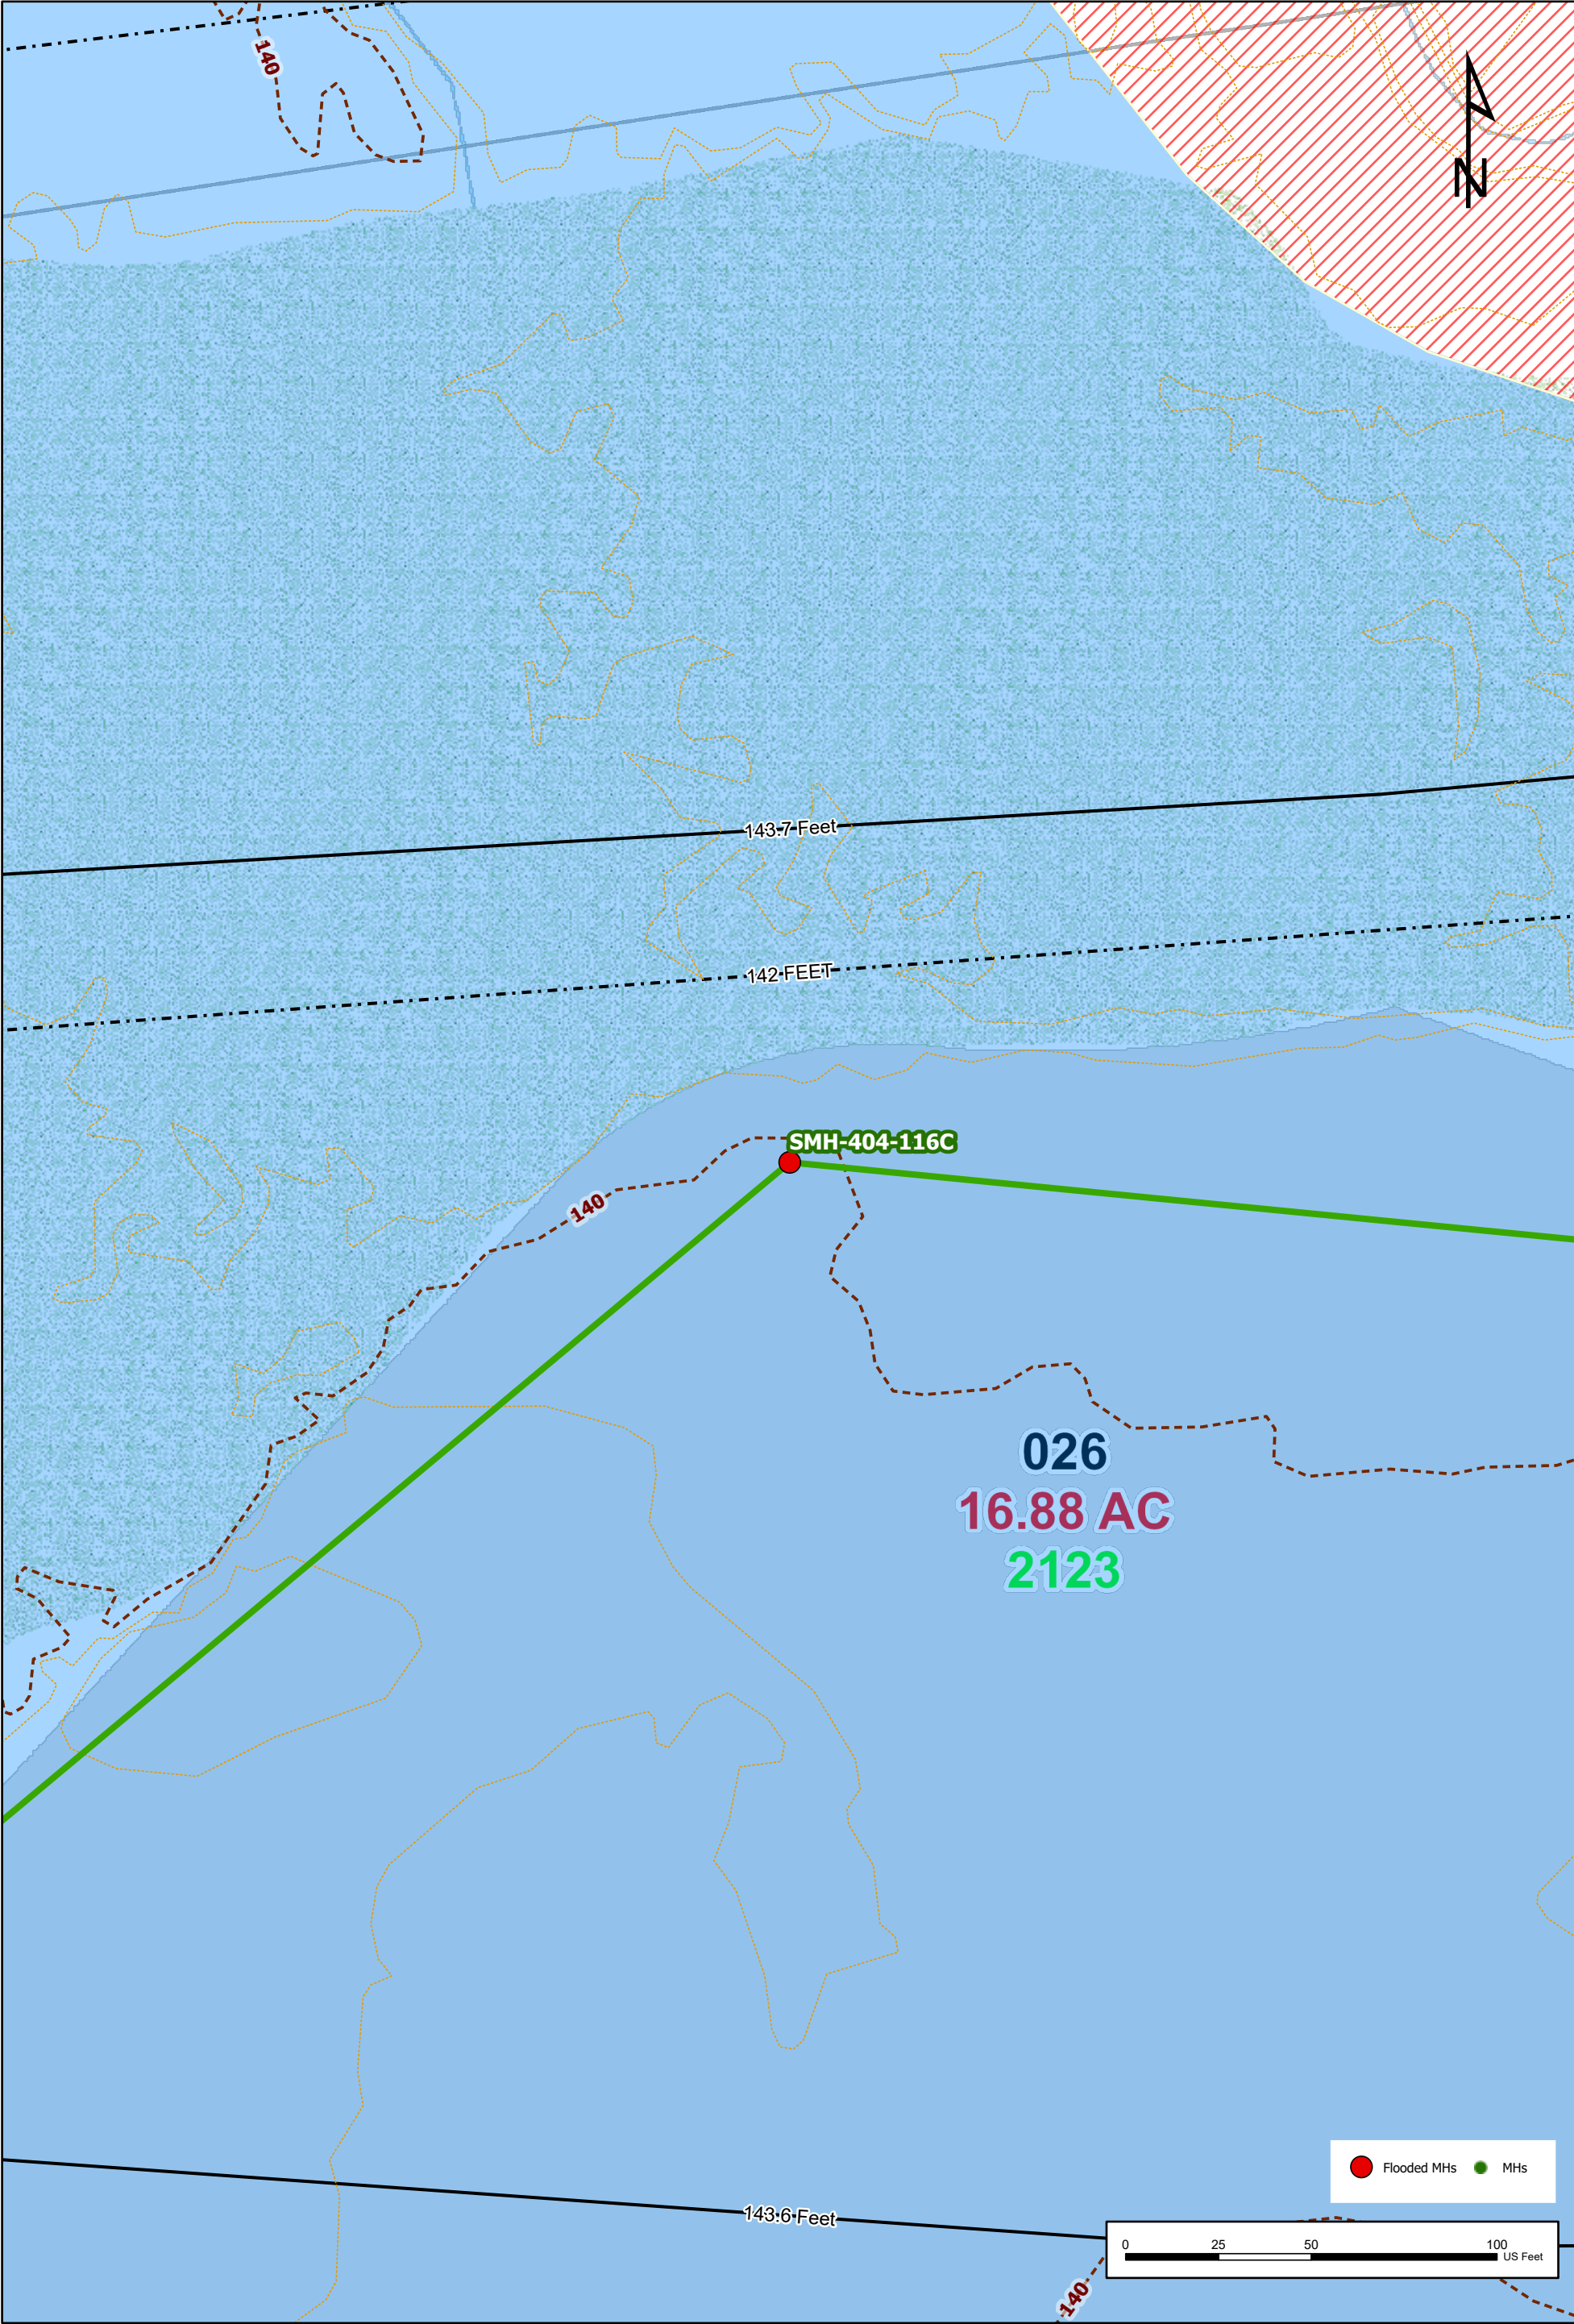 140
N
143.7 Feet
142 FEET
SMH-404-116C
140
026
16.88 AC
2123
Flooded MHs
MHs
143.6 Feet
0 25 50 100
US Feet
140